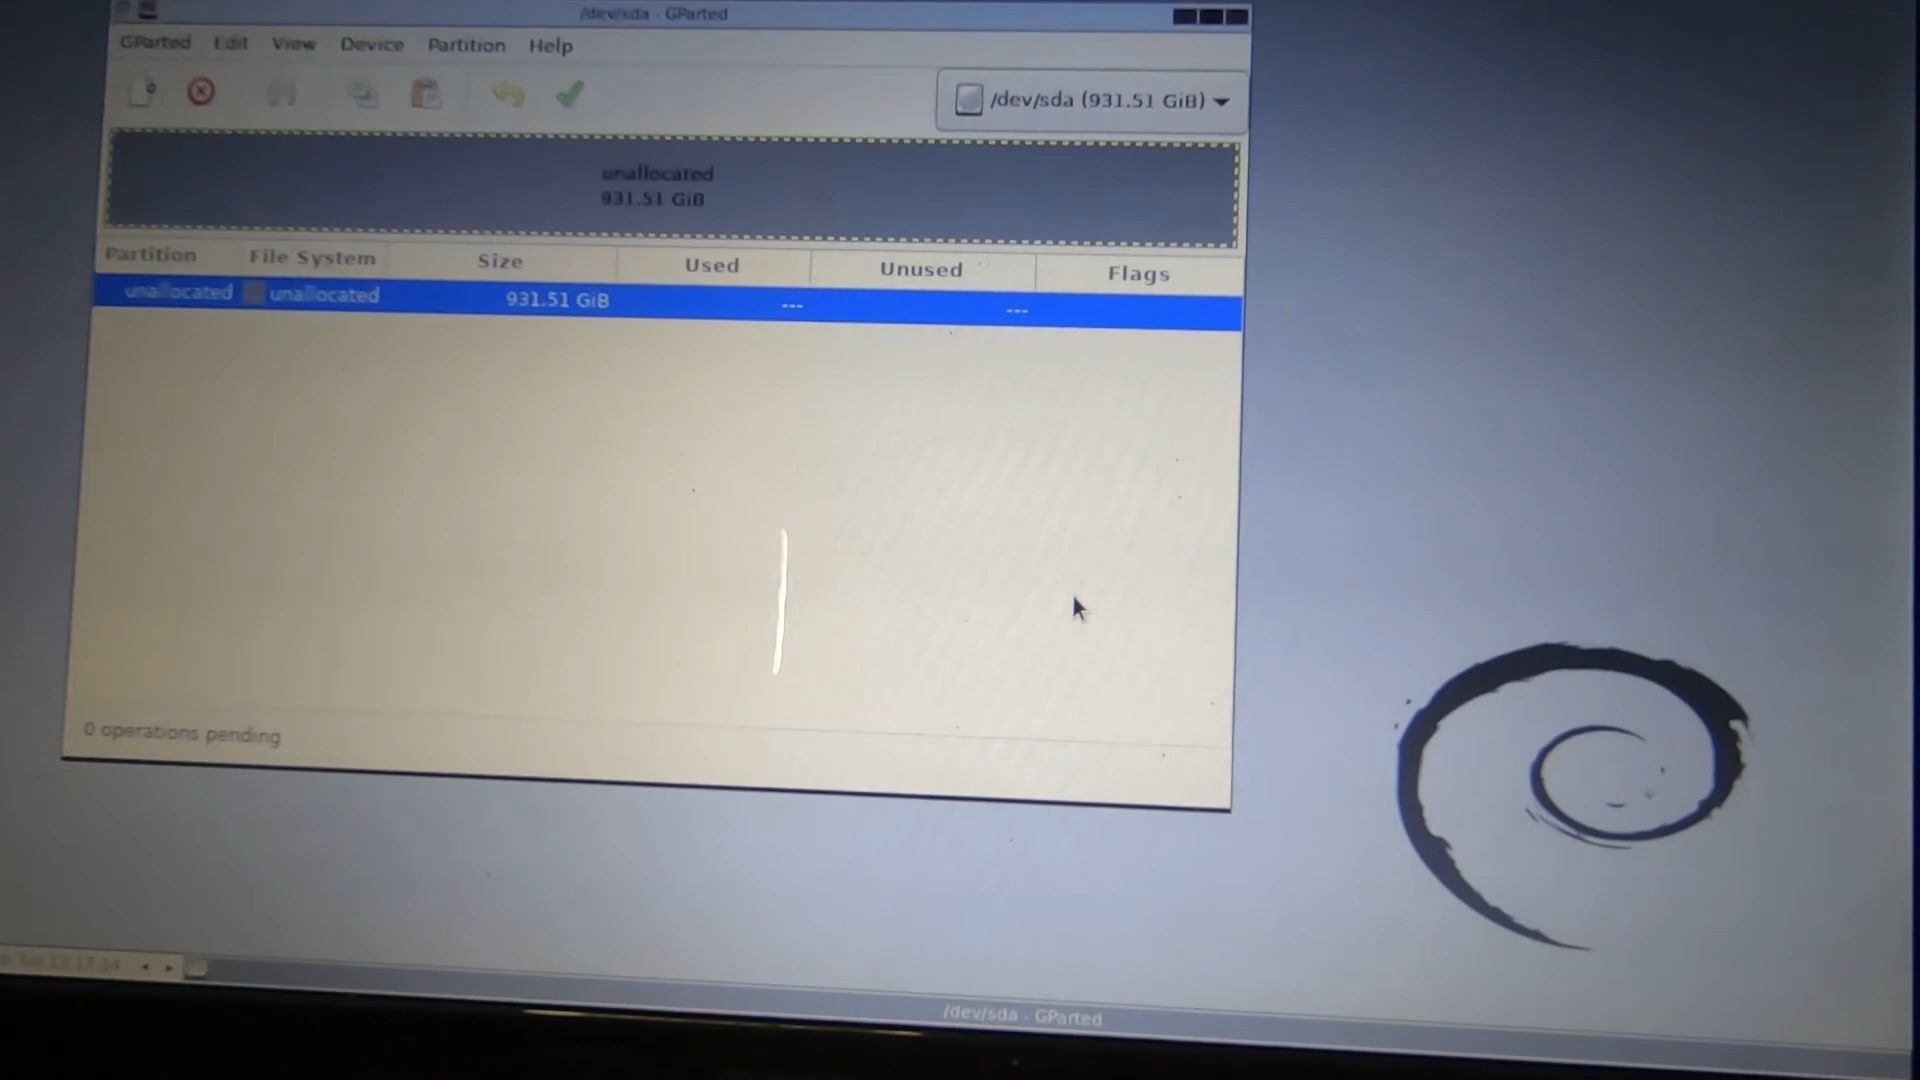 /dev/sda - GParted
GParted Edit View Device Partition Help
/dev/sda (931.51 GiB)
unallocated
931.51 GiB
Partition File System Size Used Unused Flags
unallocated unallocated 931.51 GiB --- ---
0 operations pending
/dev/sda - GParted